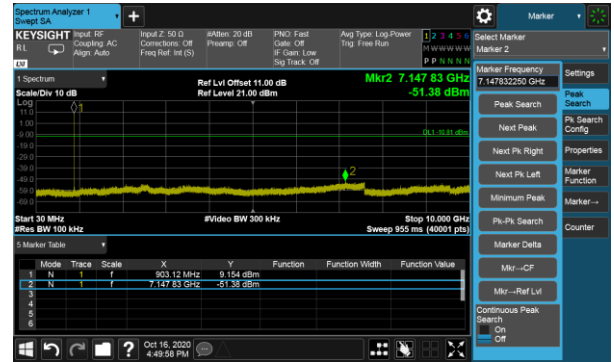 Spectrum Analyzer 1
Swept SA
Marker
KEYSIGHT
RL
Input: RF
Coupling: AC
Align: Auto
Input Z: 50 Ω
Corrections: Off
Freq Ref: Int (S)
#Atten: 20 dB
Preamp: Off
PNO: Fast
Gate: Off
IF Gain: Low
Sig Track: Off
Avg Type: Log-Power
Trig: Free Run
1 2 3 4 5 6
M W W W W W
P P N N N N
Select Marker
Marker 2
1 Spectrum
Scale/Div 10 dB
Ref Lvl Offset 11.00 dB
Ref Level 21.00 dBm
Mkr2 7.147 83 GHz
-51.38 dBm
Log
11.0
1.00
-9.00
-19.0
-29.0
-39.0
-49.0
-59.0
-69.0
1
2
Start 30 MHz
#Res BW 100 kHz
#Video BW 300 kHz
Stop 10.000 GHz
Sweep 955 ms (40001 pts)
5 Marker Table
Mode Trace Scale X Y Function Function Width Function Value
1 N 1 f 903.12 MHz 9.154 dBm
2 N 1 f 7.147 83 GHz -51.38 dBm
3
4
5
6
Marker Frequency
7.147832250 GHz
Peak Search
Next Peak
Next Pk Right
Next Pk Left
Minimum Peak
Pk-Pk Search
Marker Delta
Mkr→CF
Mkr→Ref Lvl
Continuous Peak
Search
On
Off
Settings
Peak
Search
Pk Search
Config
Properties
Marker
Function
Marker→
Counter
?
Oct 16, 2020
4:49:58 PM